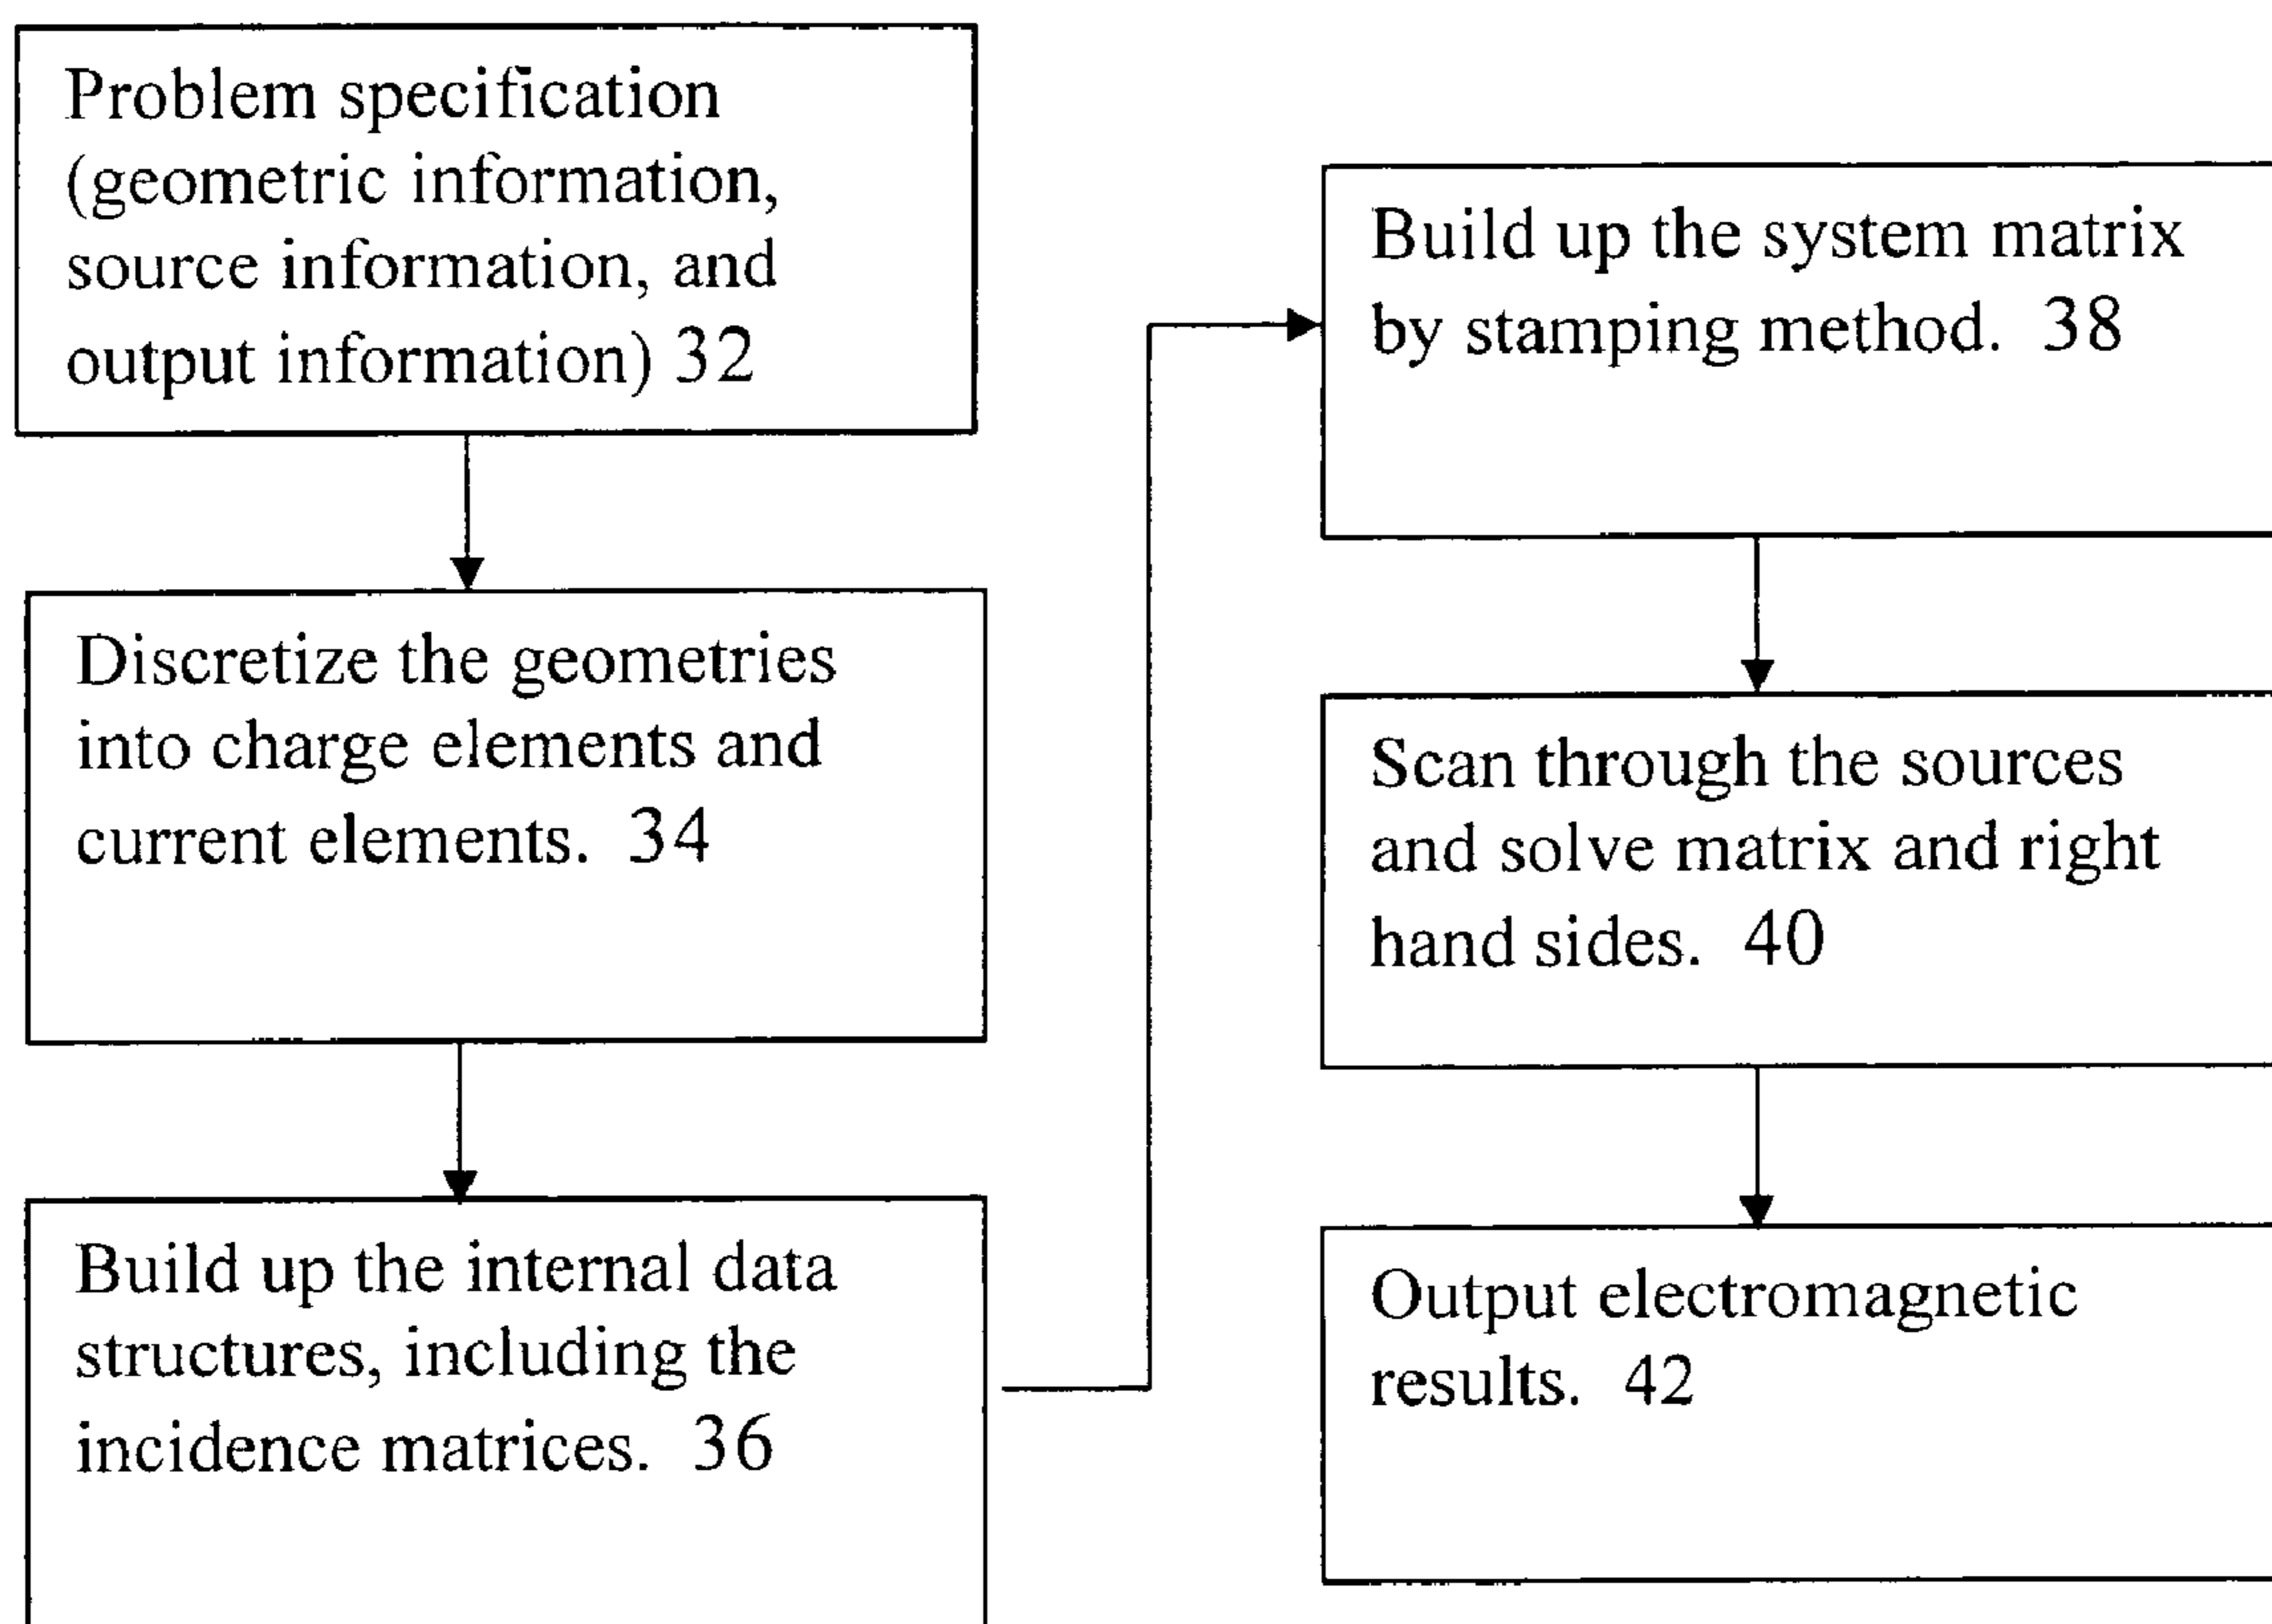 Problem specification
(geometric information,
source information, and
output information) 32
Discretize the geometries
into charge elements and
current elements. 34
Build up the internal data
structures, including the
incidence matrices. 36
Build up the system matrix
by stamping method. 38
Scan through the sources
and solve matrix and right
hand sides. 40
Output electromagnetic
results. 42